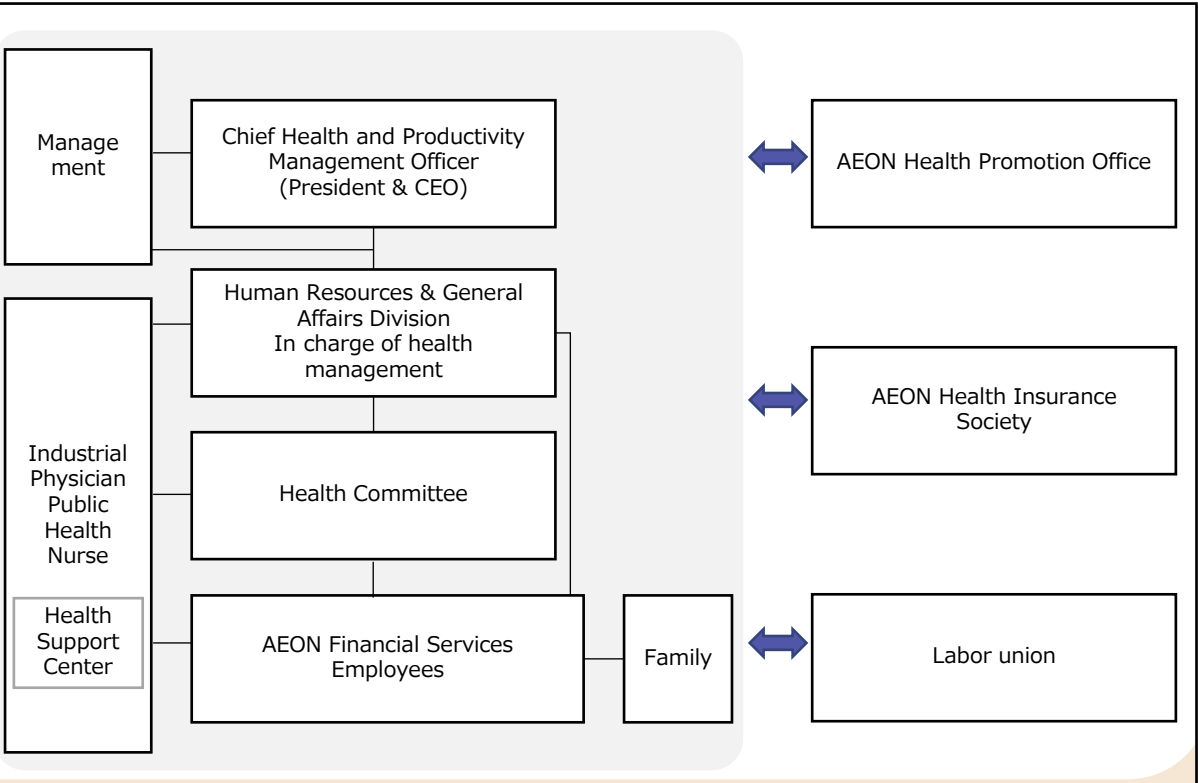 Manage
ment
Chief Health and Productivity
Management Officer
(President & CEO)
AEON Health Promotion Office
Human Resources & General
Affairs Division
In charge of health
management
AEON Health Insurance
Society
Industrial
Physician
Public
Health
Nurse
Health Committee
Health
Support
Center
AEON Financial Services
Employees
Family
Labor union